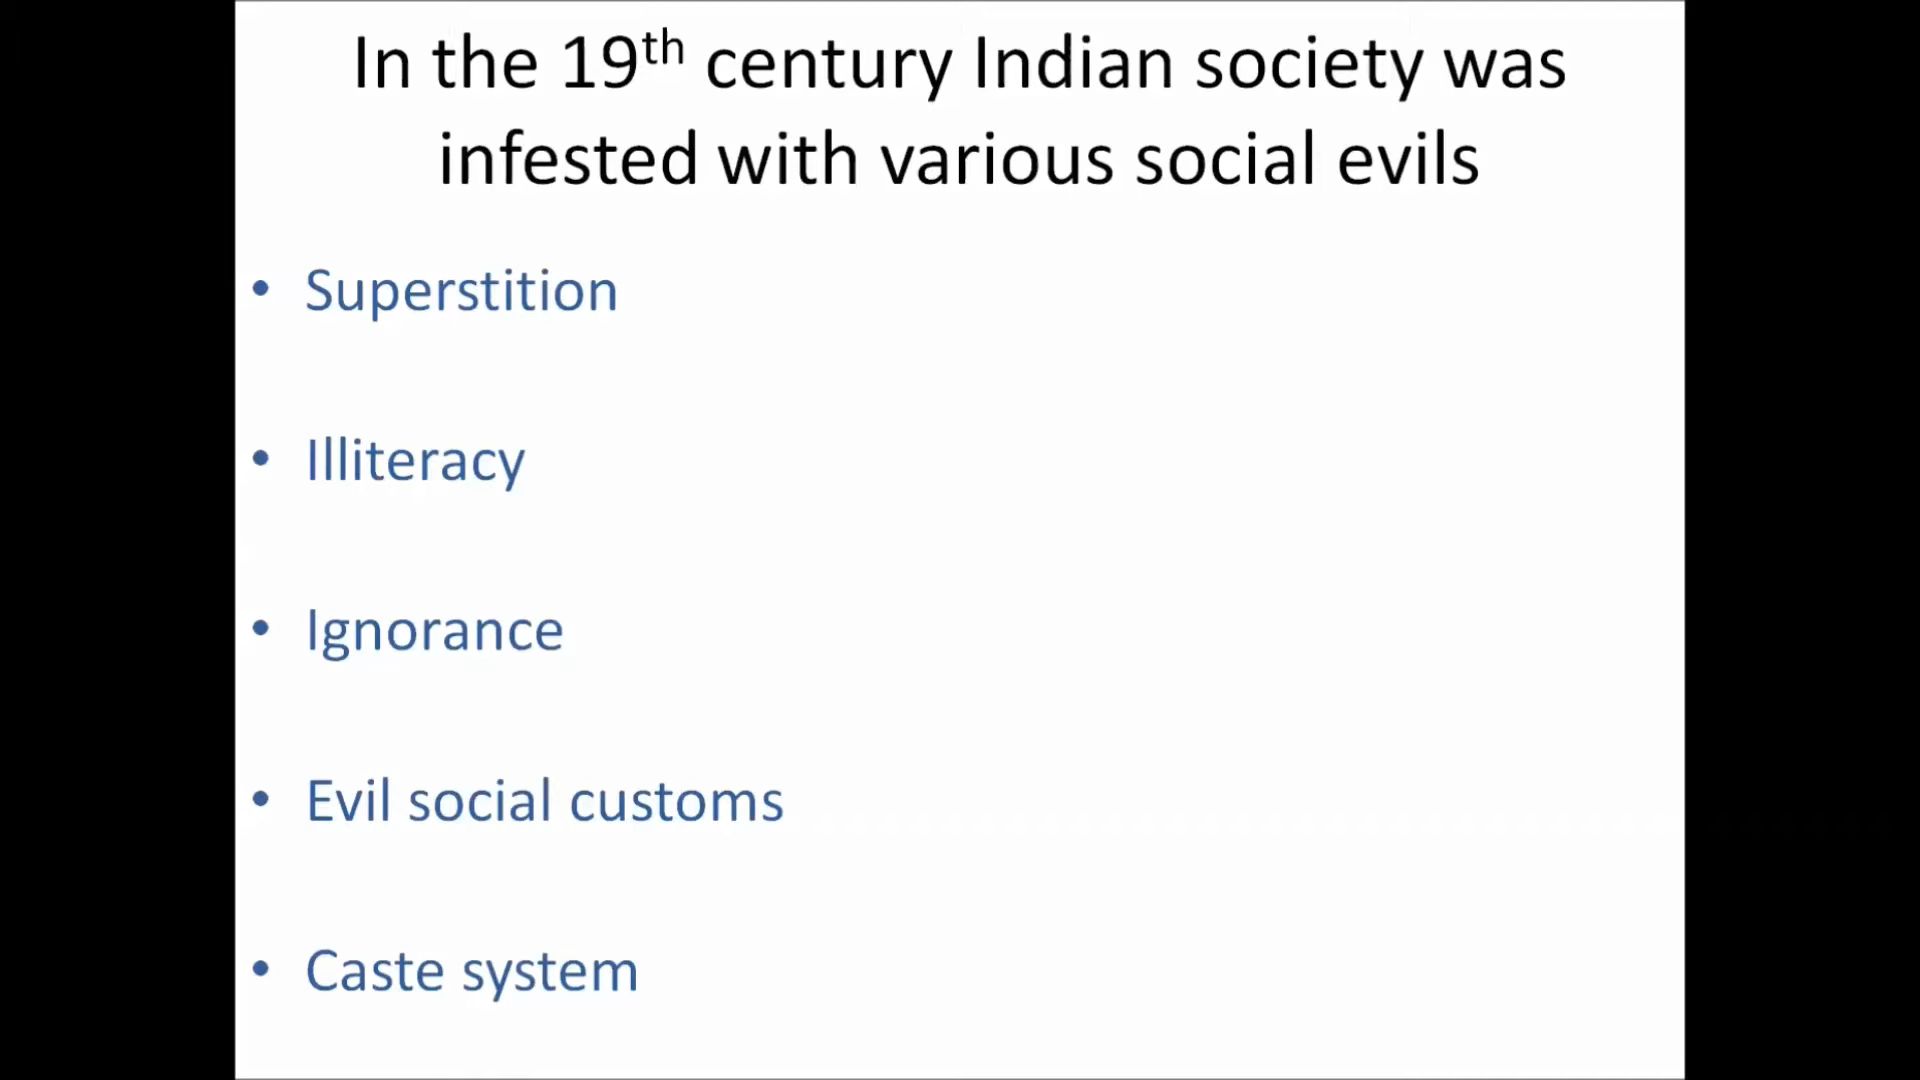 In the 19th century Indian society was
infested with various social evils
• Superstition
• Illiteracy
• Ignorance
• Evil social customs
• Caste system